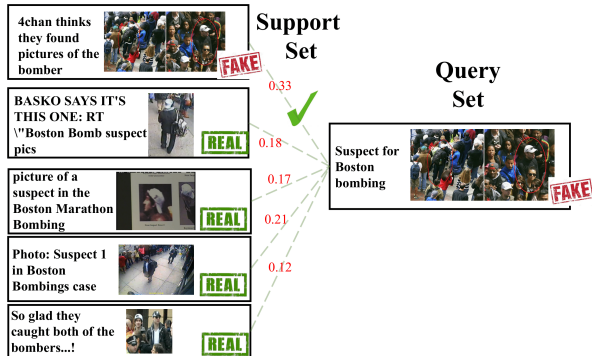 4chan thinks
they found
pictures of the
bomber
FAKE
Support
Set
0.33
BASKO SAYS IT'S
THIS ONE: RT
\"Boston Bomb suspect
pics
REAL
0.18
picture of a
suspect in the
Boston Marathon
Bombing
REAL
0.17
Photo: Suspect 1
in Boston
Bombings case
REAL
0.21
So glad they
caught both of the
bombers...!
REAL
0.12
Query
Set
Suspect for
Boston
bombing
FAKE